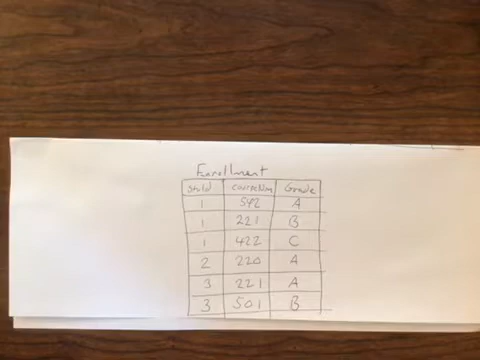 Enrollment
StuId CourseNum Grade
1 542 A
1 221 B
1 422 C
2 220 A
3 221 A
3 501 B